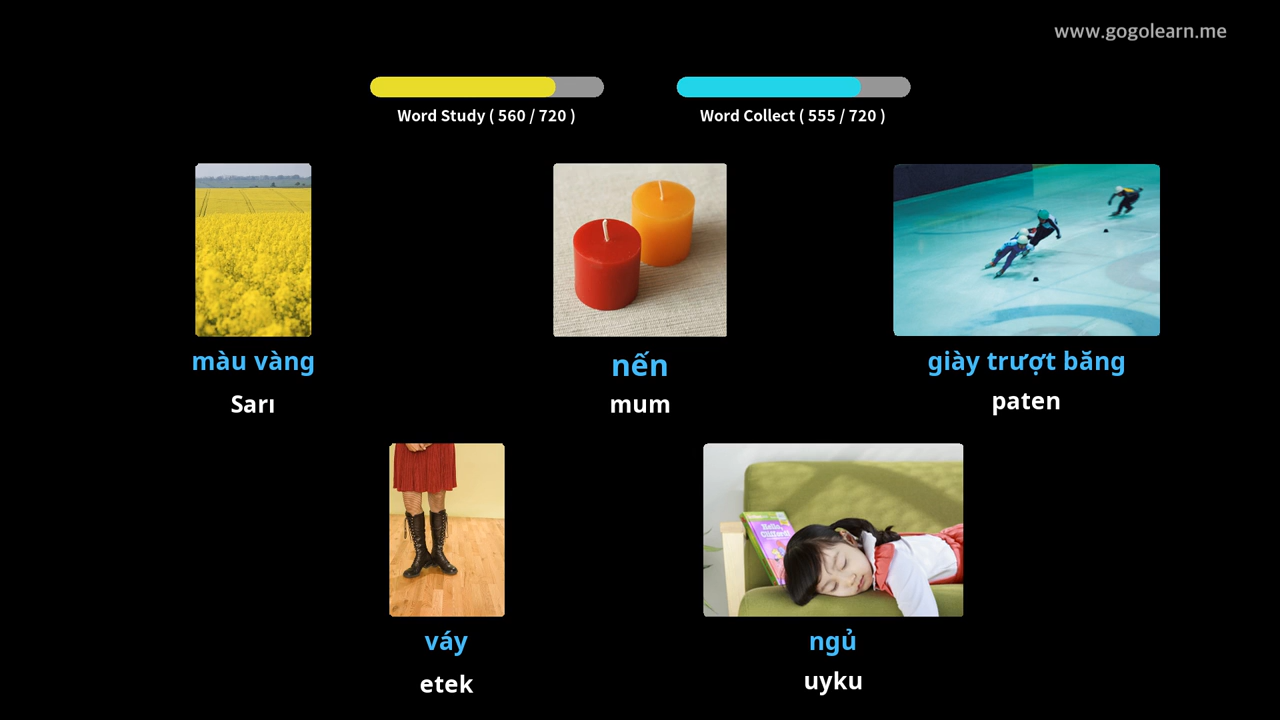 www.gogolearn.me
Word Study ( 560 / 720 )
Word Collect ( 555 / 720 )
màu vàng
Sarı
nến
mum
giày trượt băng
paten
váy
etek
Hello,
ngủ
uyku